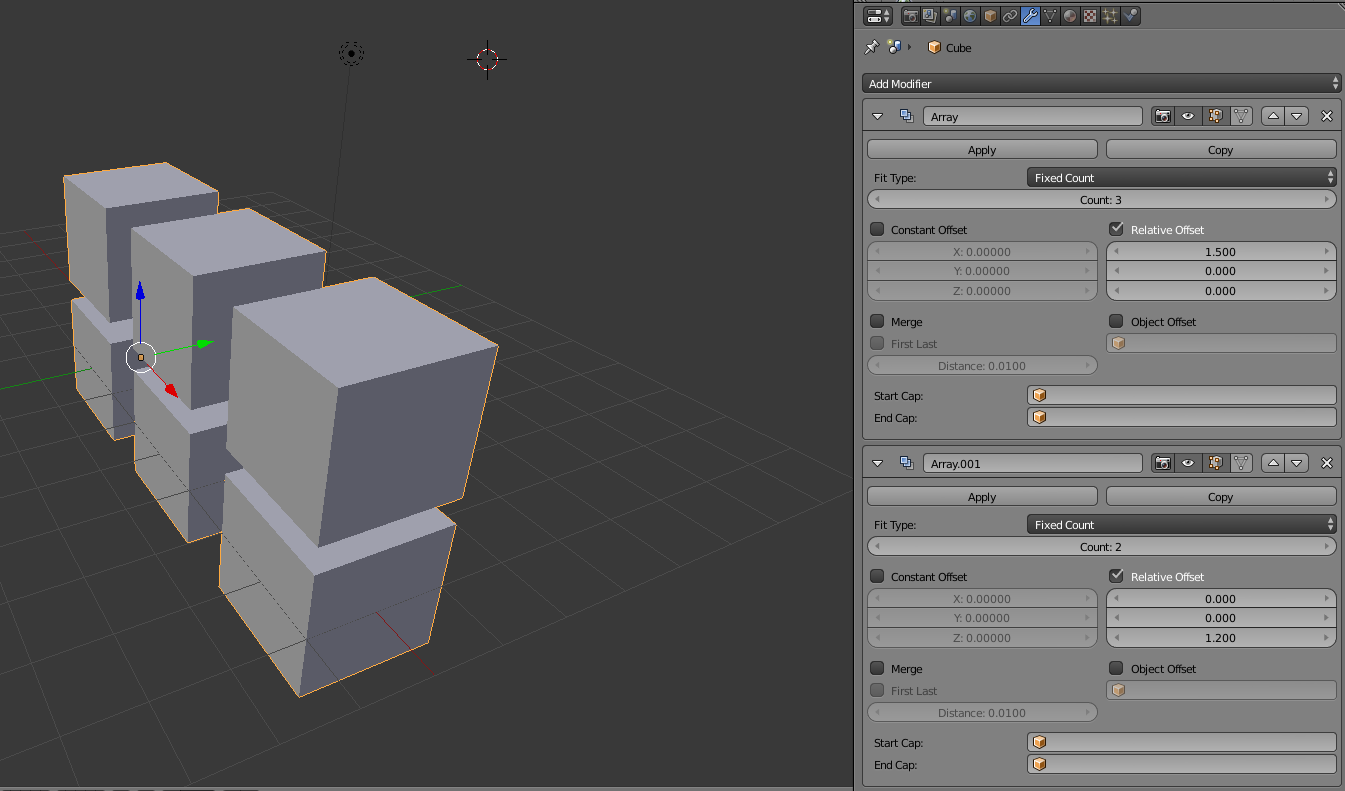 Cube
Add Modifier
Array
Apply Copy
Fit Type: Fixed Count
Count: 3
Constant Offset Relative Offset
X: 0.00000 1.500
Y: 0.00000 0.000
Z: 0.00000 0.000
Merge Object Offset
First Last
Distance: 0.0100
Start Cap:
End Cap:
Array.001
Apply Copy
Fit Type: Fixed Count
Count: 2
Constant Offset Relative Offset
X: 0.00000 0.000
Y: 0.00000 0.000
Z: 0.00000 1.200
Merge Object Offset
First Last
Distance: 0.0100
Start Cap:
End Cap: